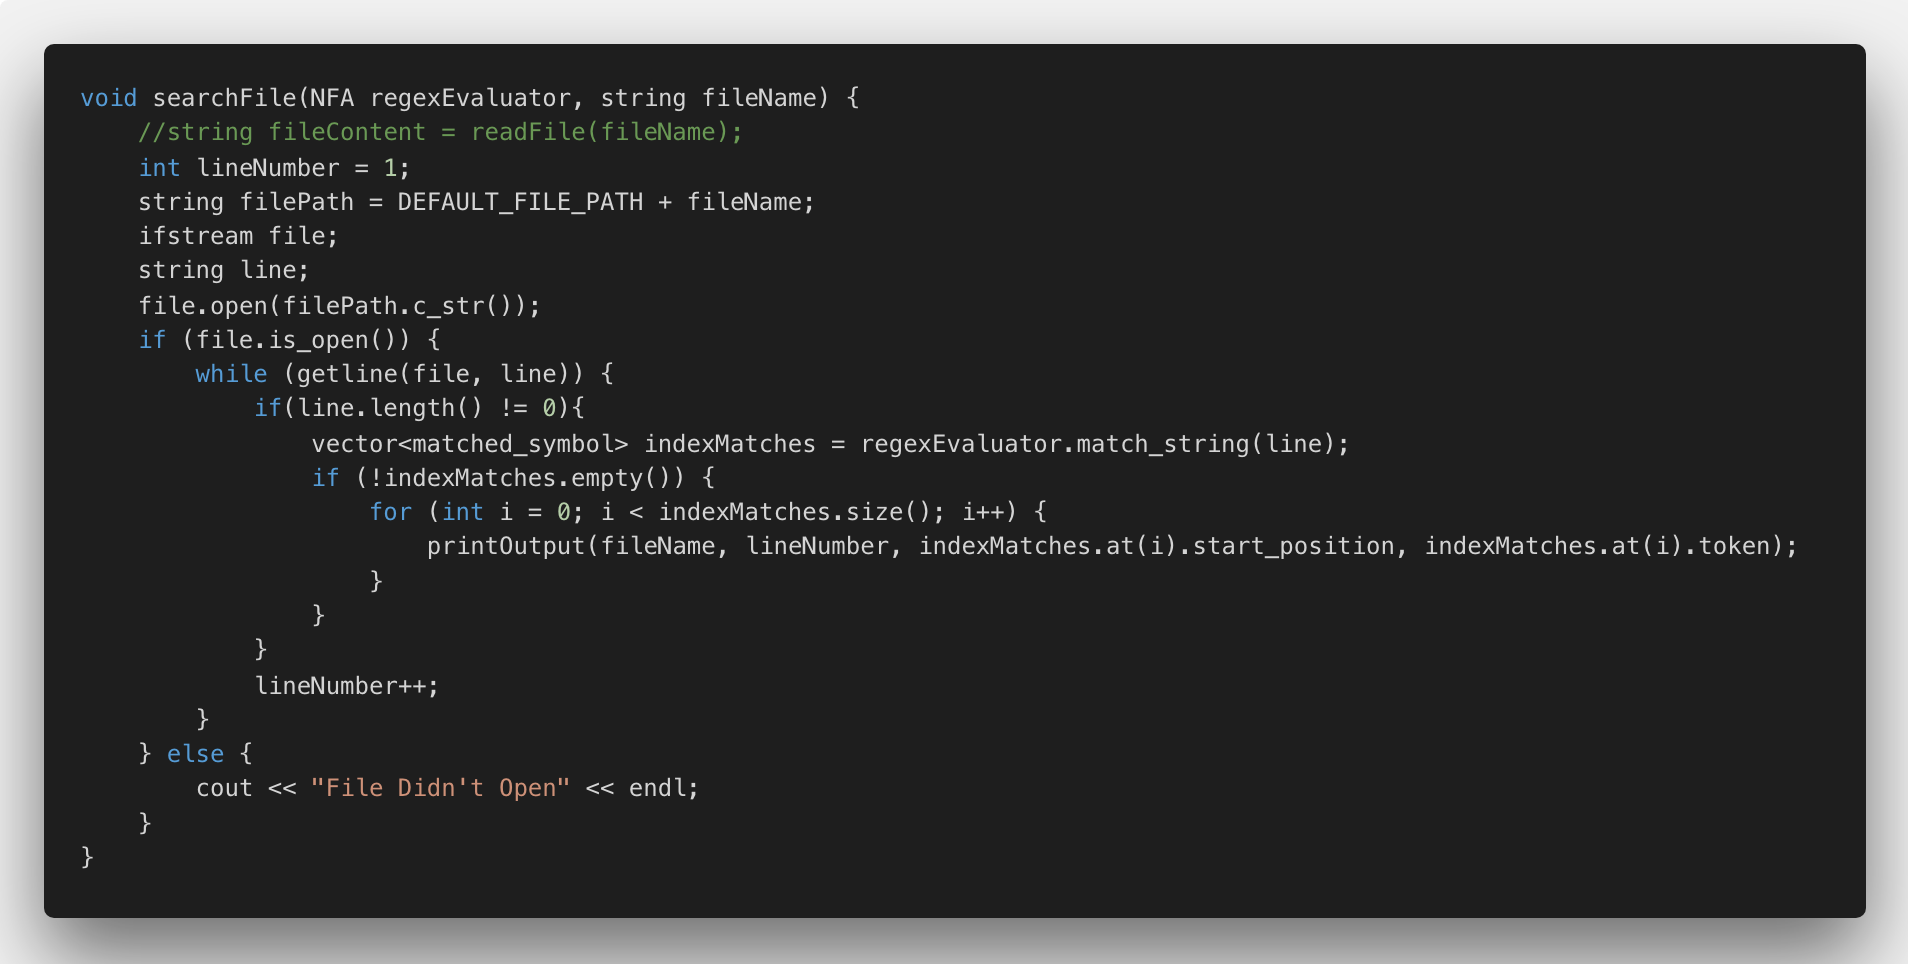 void searchFile(NFA regexEvaluator, string fileName) {
    //string fileContent = readFile(fileName);
    int lineNumber = 1;
    string filePath = DEFAULT_FILE_PATH + fileName;
    ifstream file;
    string line;
    file.open(filePath.c_str());
    if (file.is_open()) {
        while (getline(file, line)) {
            if(line.length() != 0){
                vector<matched_symbol> indexMatches = regexEvaluator.match_string(line);
                if (!indexMatches.empty()) {
                    for (int i = 0; i < indexMatches.size(); i++) {
                        printOutput(fileName, lineNumber, indexMatches.at(i).start_position, indexMatches.at(i).token);
                    }
                }
            }
            lineNumber++;
        }
    } else {
        cout << "File Didn't Open" << endl;
    }
}